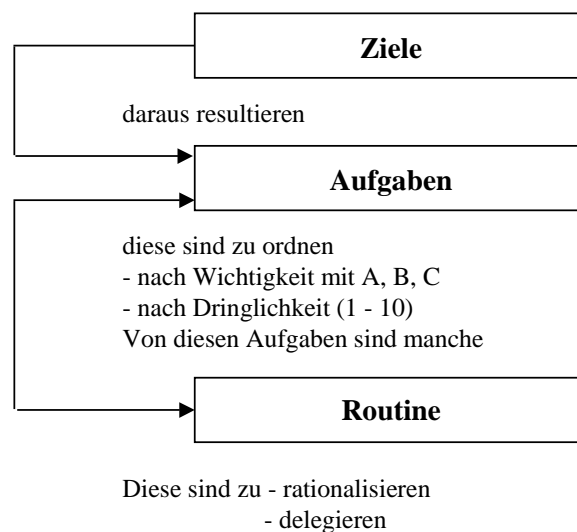 Ziele
daraus resultieren
Aufgaben
diese sind zu ordnen
- nach Wichtigkeit mit A, B, C
- nach Dringlichkeit (1 - 10)
Von diesen Aufgaben sind manche
Routine
Diese sind zu - rationalisieren
- delegieren